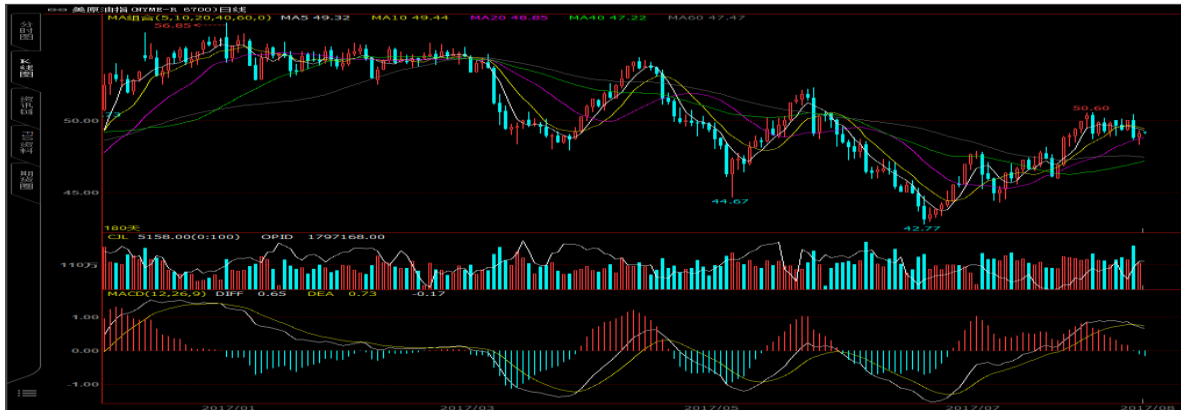 美原油指(NYME-R 6700)日线
MA组合(5,10,20,40,60,0) MA5 49.32 MA10 49.44 MA20 48.85 MA40 47.22 MA60 47.47
分时图
K线图
资讯图
期货圈
56.85
50.60
50.00
45.00
44.67
42.77
180天
CJL 5158.00(0:100) OPID 1797168.00
110万
MACD(12,26,9) DIFF 0.65 DEA 0.73 -0.17
1.00
0.00
-1.00
2017/01 2017/03 2017/05 2017/07 2017/08